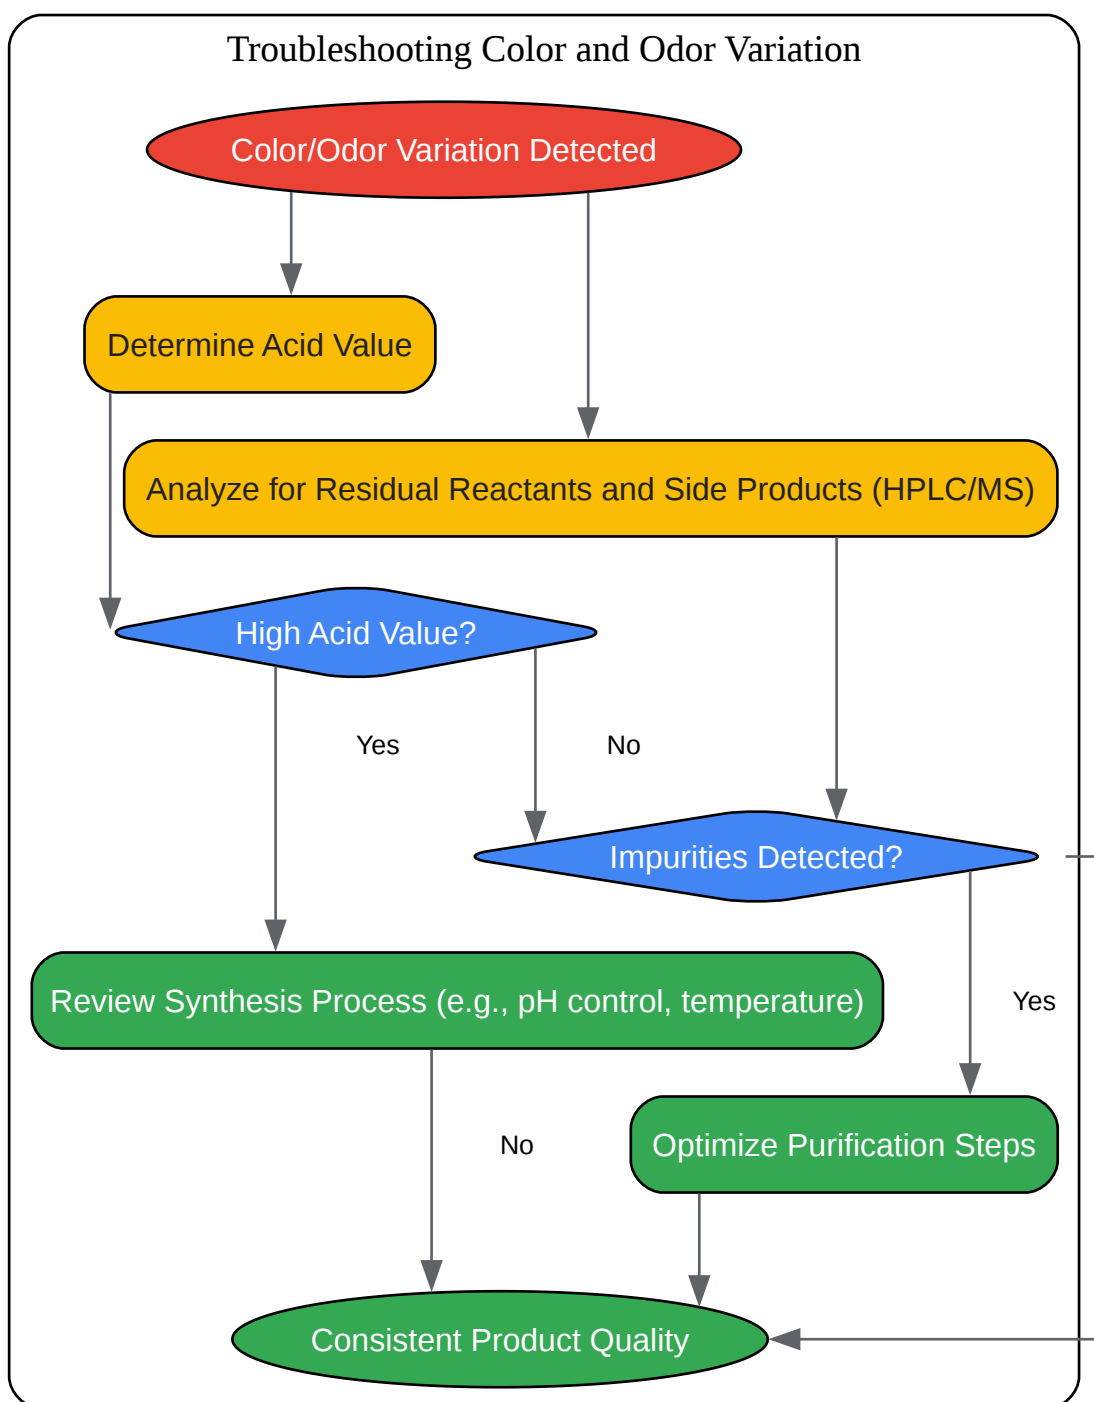 Troubleshooting Color and Odor Variation
Color/Odor Variation Detected
Determine Acid Value
Analyze for Residual Reactants and Side Products (HPLC/MS)
High Acid Value?
Yes
No
Impurities Detected?
Review Synthesis Process (e.g., pH control, temperature)
Yes
No
Optimize Purification Steps
Consistent Product Quality